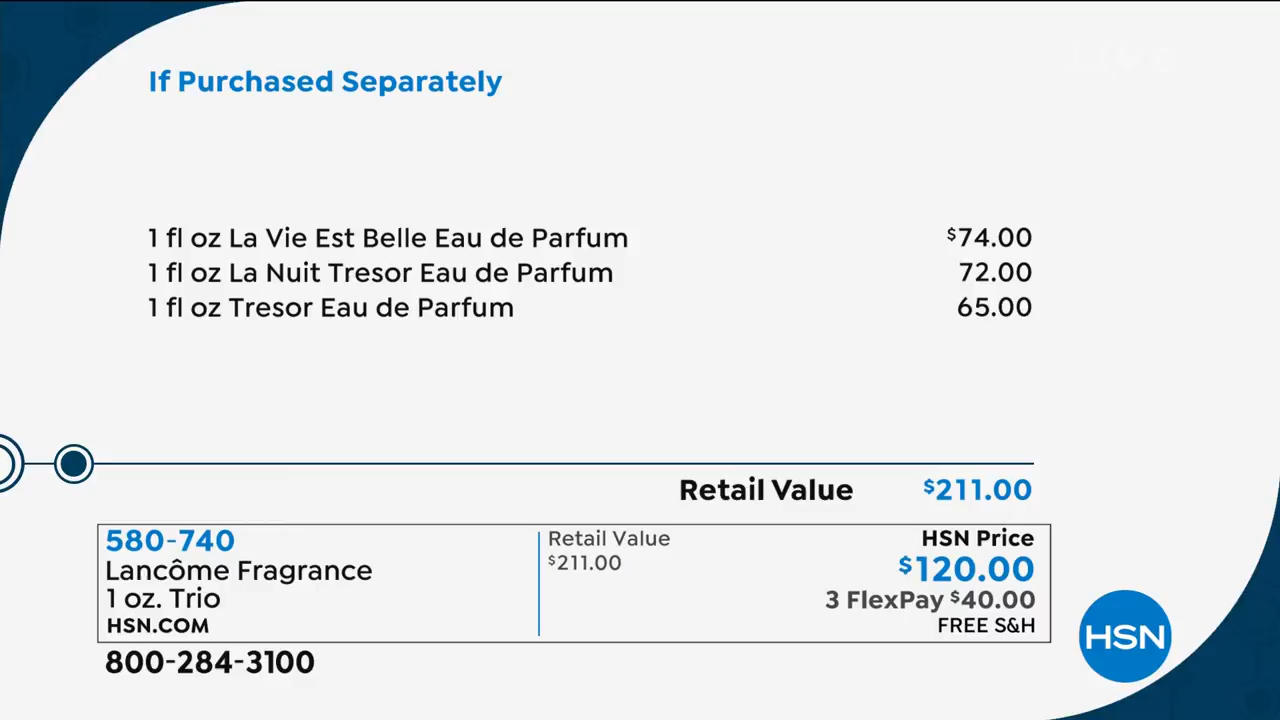 If Purchased Separately
1 fl oz La Vie Est Belle Eau de Parfum $74.00
1 fl oz La Nuit Tresor Eau de Parfum 72.00
1 fl oz Tresor Eau de Parfum 65.00
Retail Value $211.00
580-740
Lancôme Fragrance
1 oz. Trio
HSN.COM
Retail Value
$211.00
HSN Price
$120.00
3 FlexPay $40.00
FREE S&H
800-284-3100
HSN